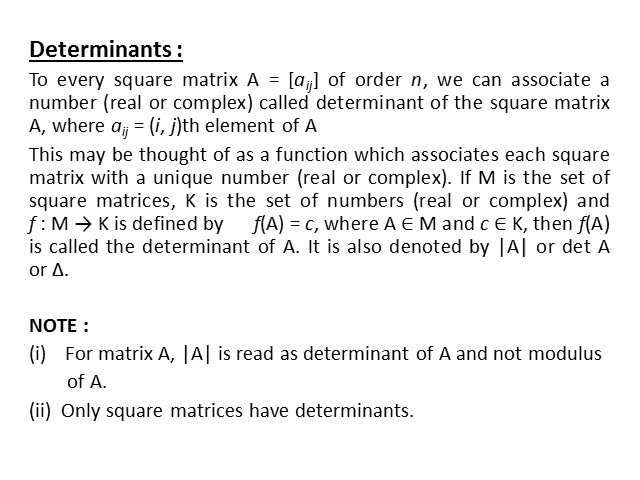 Determinants :
To every square matrix A = [aij] of order n, we can associate a
number (real or complex) called determinant of the square matrix
A, where aij = (i, j)th element of A
This may be thought of as a function which associates each square
matrix with a unique number (real or complex). If M is the set of
square matrices, K is the set of numbers (real or complex) and
f : M → K is defined by f(A) = c, where A ∈ M and c ∈ K, then f(A)
is called the determinant of A. It is also denoted by |A| or det A
or Δ.
NOTE :
(i) For matrix A, |A| is read as determinant of A and not modulus
of A.
(ii) Only square matrices have determinants.